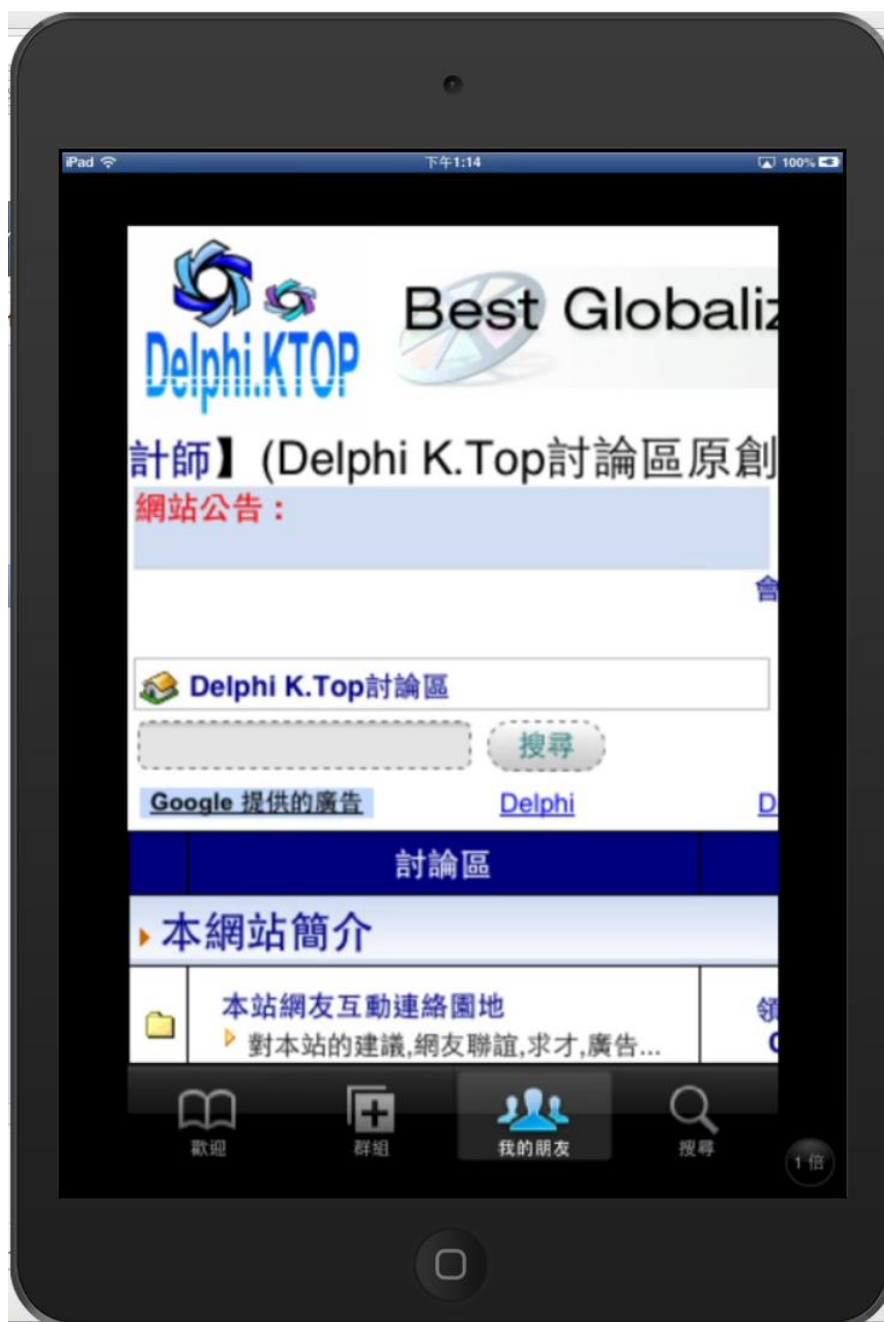 iPad 下午1:14 100%
Delphi.KTOP
Best Globaliz
計師】(Delphi K.Top討論區原創
網站公告：
會
Delphi K.Top討論區
搜尋
Google 提供的廣告 Delphi D
討論區
本網站簡介
本站網友互動連絡園地 領
對本站的建議,網友聯誼,求才,廣告...
歡迎 群組 我的朋友 搜尋 1 倍